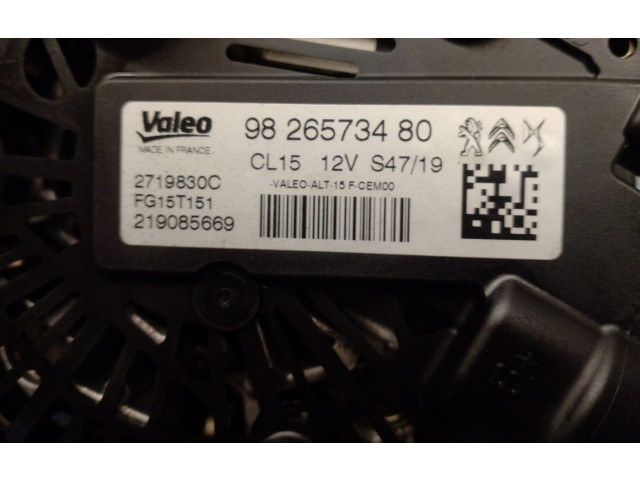 Valeo
MADE IN FRANCE
98 265734 80
CL15 12V S47/19
2719830C
FG15T151
219085669
-VALEO-ALT-15 F-CEM00
B+